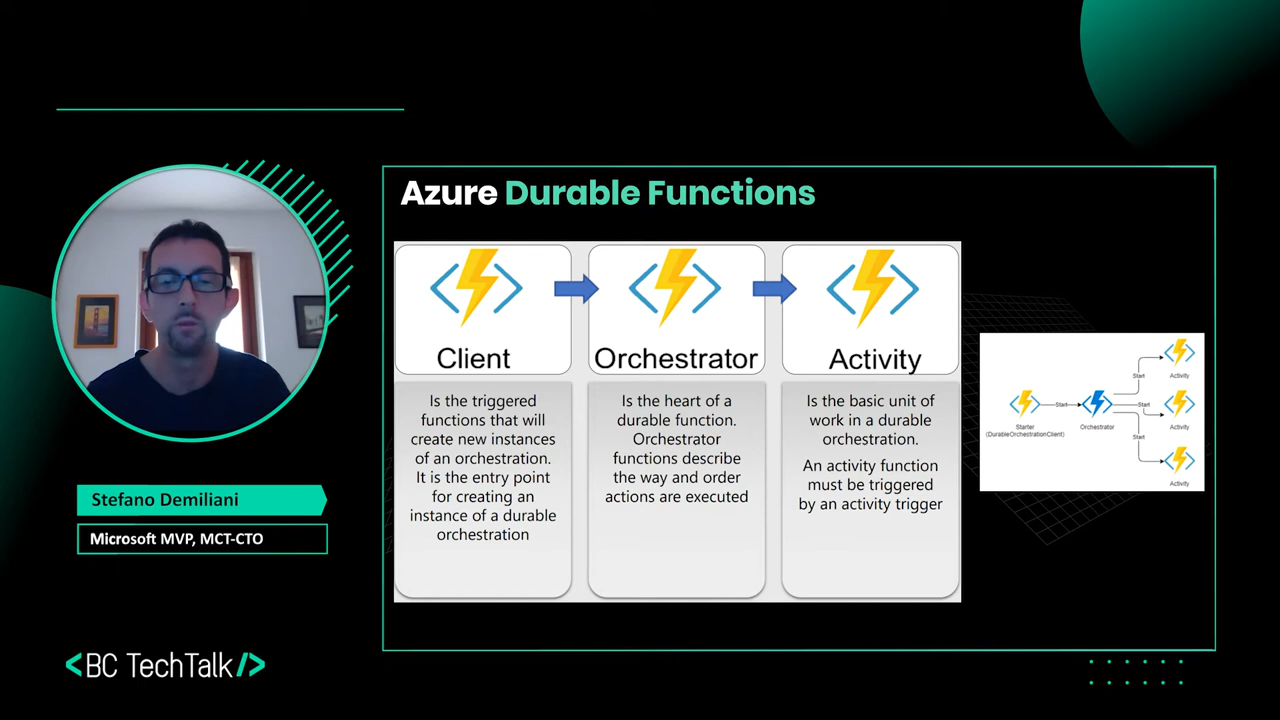 Azure Durable Functions
Client
Orchestrator
Activity
Is the triggered
functions that will
create new instances
of an orchestration.
It is the entry point
for creating an
instance of a durable
orchestration
Is the heart of a
durable function.
Orchestrator
functions describe
the way and order
actions are executed
Is the basic unit of
work in a durable
orchestration.
An activity function
must be triggered
by an activity trigger
Starter
(DurableOrchestrationClient)
Start
Orchestrator
Start
Activity
Start
Activity
Start
Activity
Stefano Demiliani
Microsoft MVP, MCT-CTO
<BC TechTalk/>